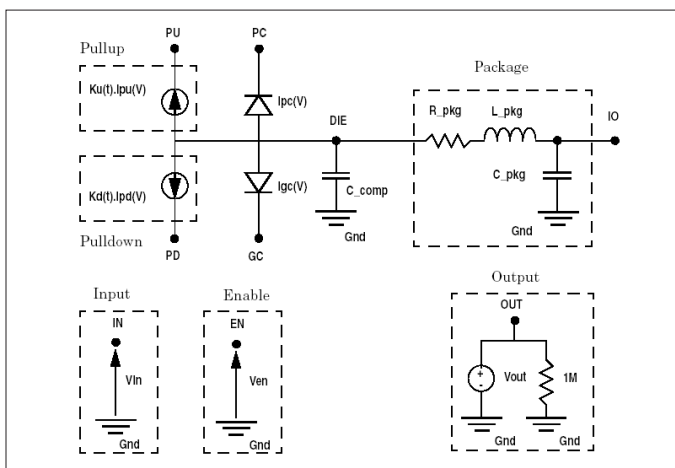 PU
PC
Pullup
Package
Ku(t).Ipu(V)
Ipc(V)
R_pkg
L_pkg
IO
DIE
Kd(t).Ipd(V)
Igc(V)
C_comp
C_pkg
Gnd
Gnd
Pulldown
PD
GC
Input
Enable
Output
IN
EN
OUT
VIn
Ven
+
-
Vout
1M
Gnd
Gnd
Gnd
Gnd